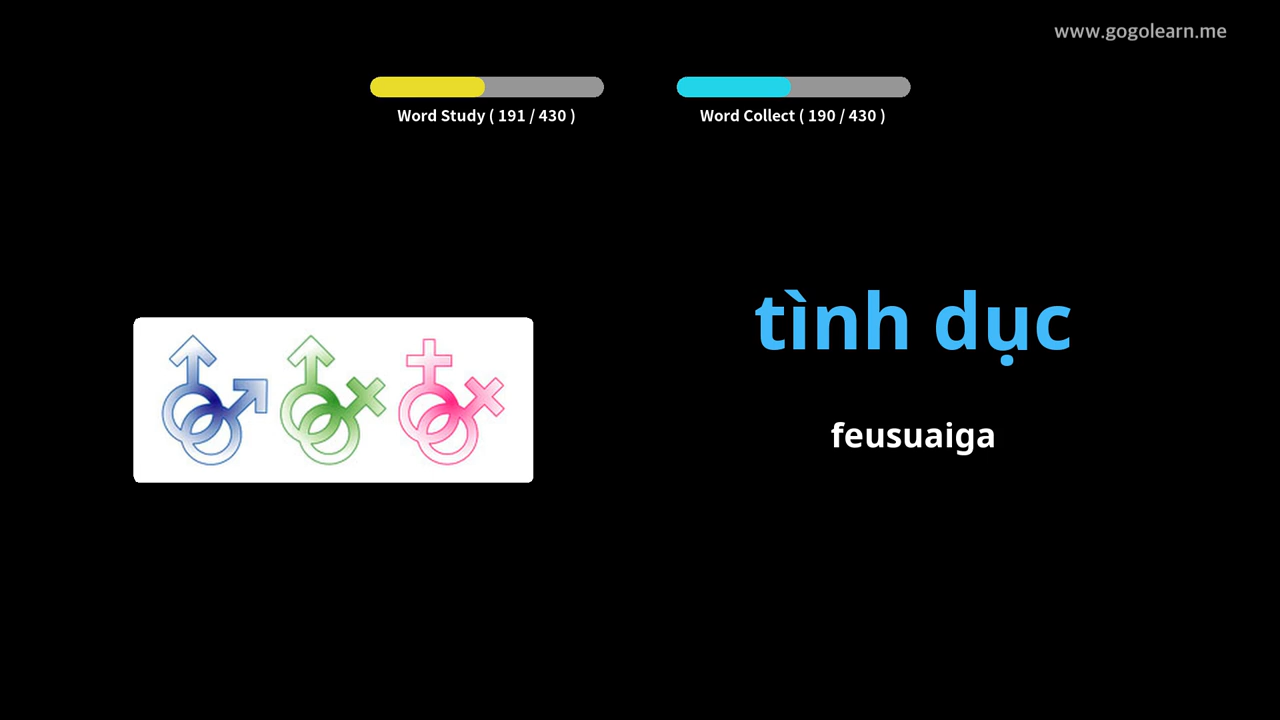 www.gogolearn.me
Word Study ( 191 / 430 )
Word Collect ( 190 / 430 )
tình dục
feusuaiga